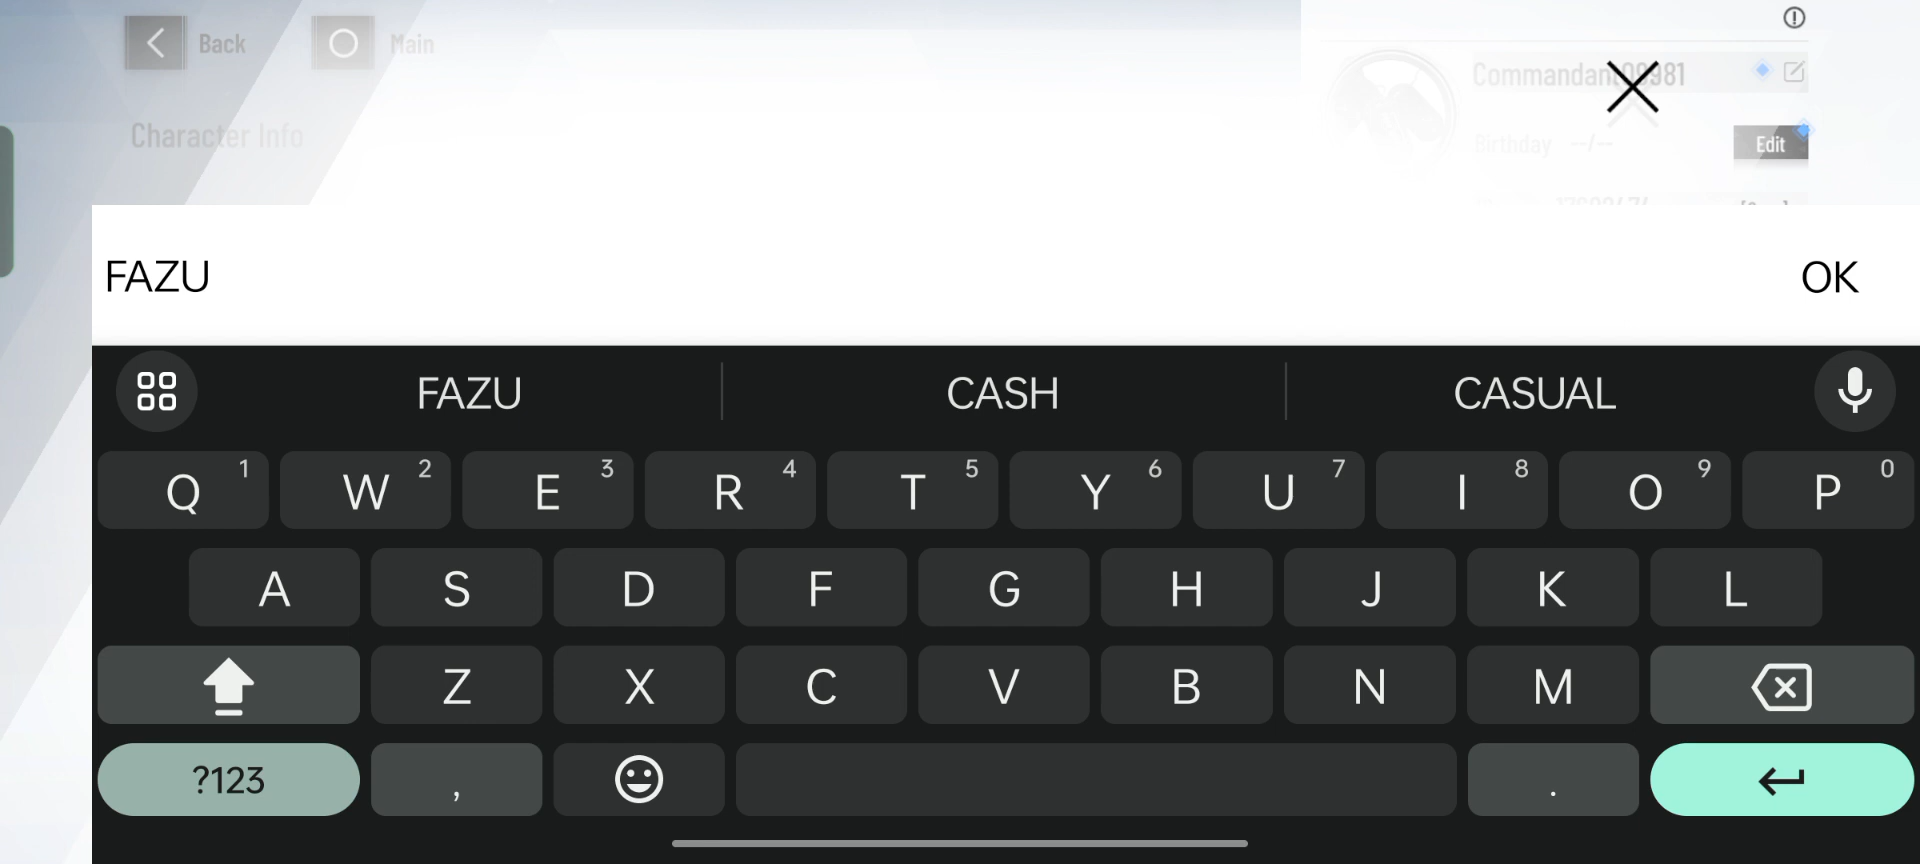 Back
Main
Character Info
Birthday --/--
Edit
FAZU
OK
FAZU
CASH
CASUAL
Q 1 W 2 E 3 R 4 T 5 Y 6 U 7 I 8 O 9 P 0
A S D F G H J K L
Z X C V B N M
?123 , .